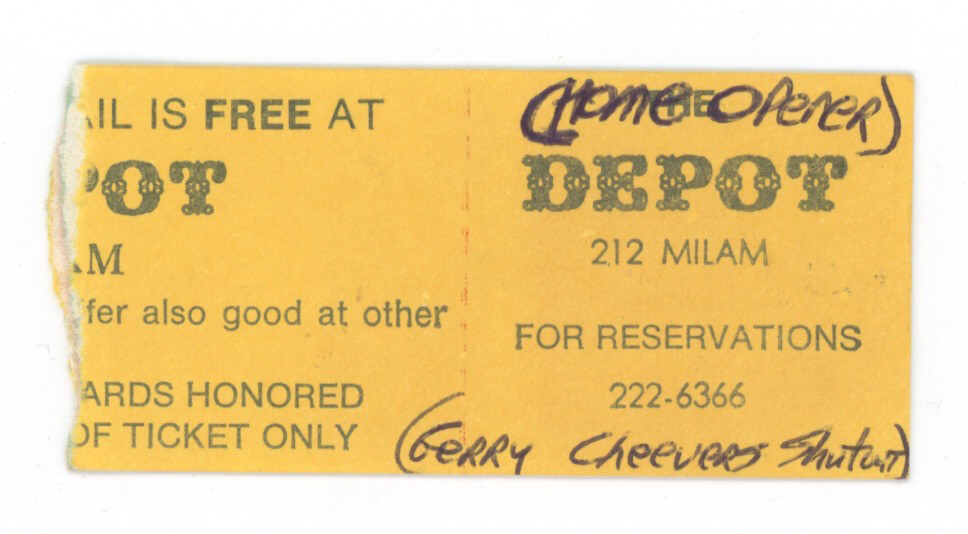 AIL IS FREE AT
POT
AM
fer also good at other
ARDS HONORED
OF TICKET ONLY
(Home Opener)
THE
DEPOT
212 MILAM
FOR RESERVATIONS
222-6366
(Gerry Cheevers Shutout)